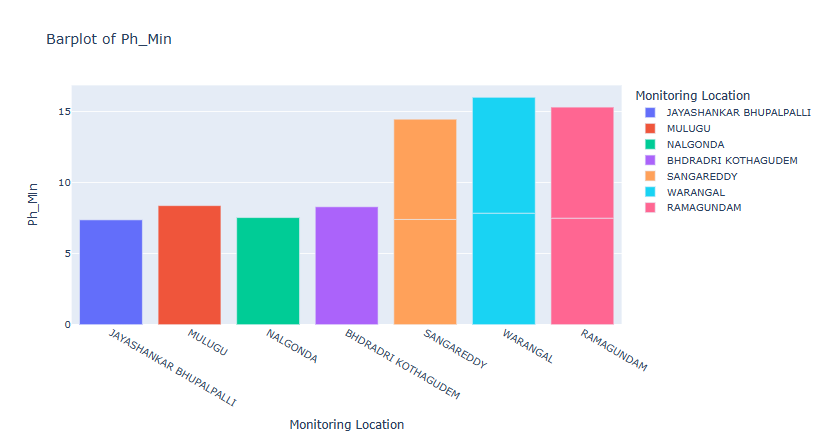 Barplot of Ph_Min
Monitoring Location
JAYASHANKAR BHUPALPALLI
MULUGU
NALGONDA
BHDRADRI KOTHAGUDEM
SANGAREDDY
WARANGAL
RAMAGUNDAM
Ph_Min
15
10
5
0
JAYASHANKAR BHUPALPALLI
MULUGU
NALGONDA
BHDRADRI KOTHAGUDEM
SANGAREDDY
WARANGAL
RAMAGUNDAM
Monitoring Location